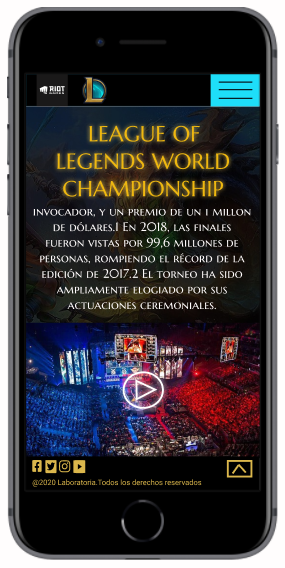 RIOT
GAMES
LEAGUE OF
LEGENDS WORLD
CHAMPIONSHIP
INVOCADOR, Y UN PREMIO DE UN 1 MILLON
DE DÓLARES.1 EN 2018, LAS FINALES
FUERON VISTAS POR 99,6 MILLONES DE
PERSONAS, ROMPIENDO EL RÉCORD DE LA
EDICIÓN DE 2017.2 EL TORNEO HA SIDO
AMPLIAMENTE ELOGIADO POR SUS
ACTUACIONES CEREMONIALES.
@2020 Laboratoria.Todos los derechos reservados